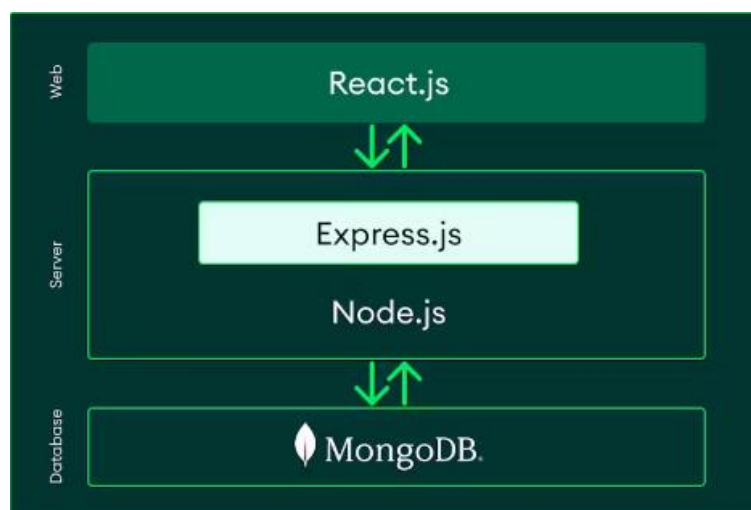 Web
React.js
Server
Express.js
Node.js
Database
MongoDB.